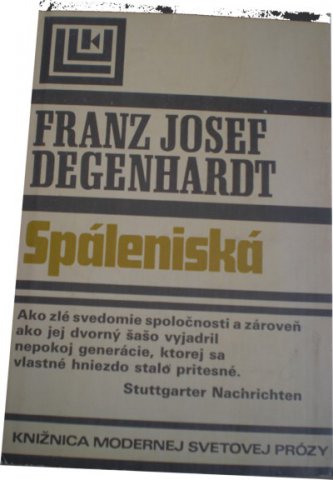 FRANZ JOSEF
DEGENHARDT
Spáleniská
Ako zlé svedomie spoločnosti a zároveň
ako jej dvorný šašo vyjadril
nepokoj generácie, ktorej sa
vlastné hniezdo stalo pritesné.
Stuttgarter Nachrichten
KNIŽNICA MODERNEJ SVETOVEJ PRÓZY